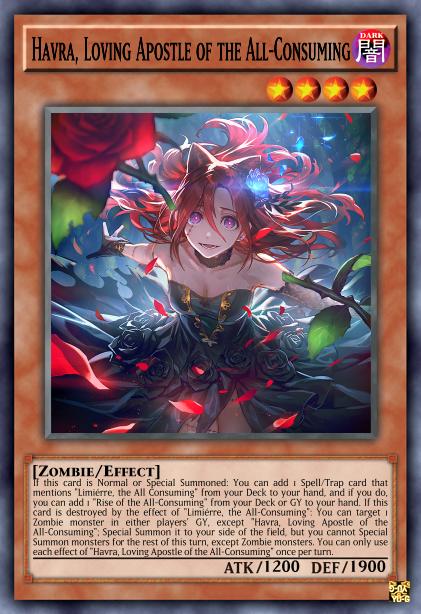 Havra, Loving Apostle of the All-Consuming
DARK
闇
[Zombie/Effect]
If this card is Normal or Special Summoned: You can add 1 Spell/Trap card that
mentions "Limiérre, the All Consuming" from your Deck to your hand, and if you do,
you can add 1 "Rise of the All-Consuming" from your Deck or GY to your hand. If this
card is destroyed by the effect of "Limiérre, the All-Consuming": You can target 1
Zombie monster in either players' GY, except "Havra, Loving Apostle of the
All-Consuming"; Special Summon it to your side of the field, but you cannot Special
Summon monsters for the rest of this turn, except Zombie monsters. You can only use
each effect of "Havra, Loving Apostle of the All-Consuming" once per turn.
ATK/1200 DEF/1900